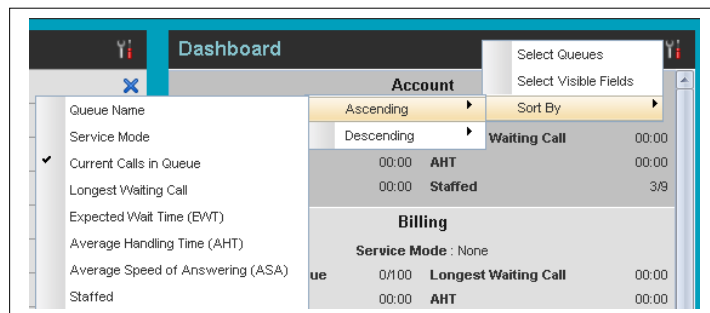 Dashboard
Select Queues
Select Visible Fields
Sort By
Ascending
Descending
Queue Name
Service Mode
Current Calls in Queue
Longest Waiting Call
Expected Wait Time (EWT)
Average Handling Time (AHT)
Average Speed of Answering (ASA)
Staffed
Account
Waiting Call 00:00
00:00 AHT 00:00
00:00 Staffed 3/9
Billing
Service Mode : None
ue 0/100 Longest Waiting Call 00:00
00:00 AHT 00:00